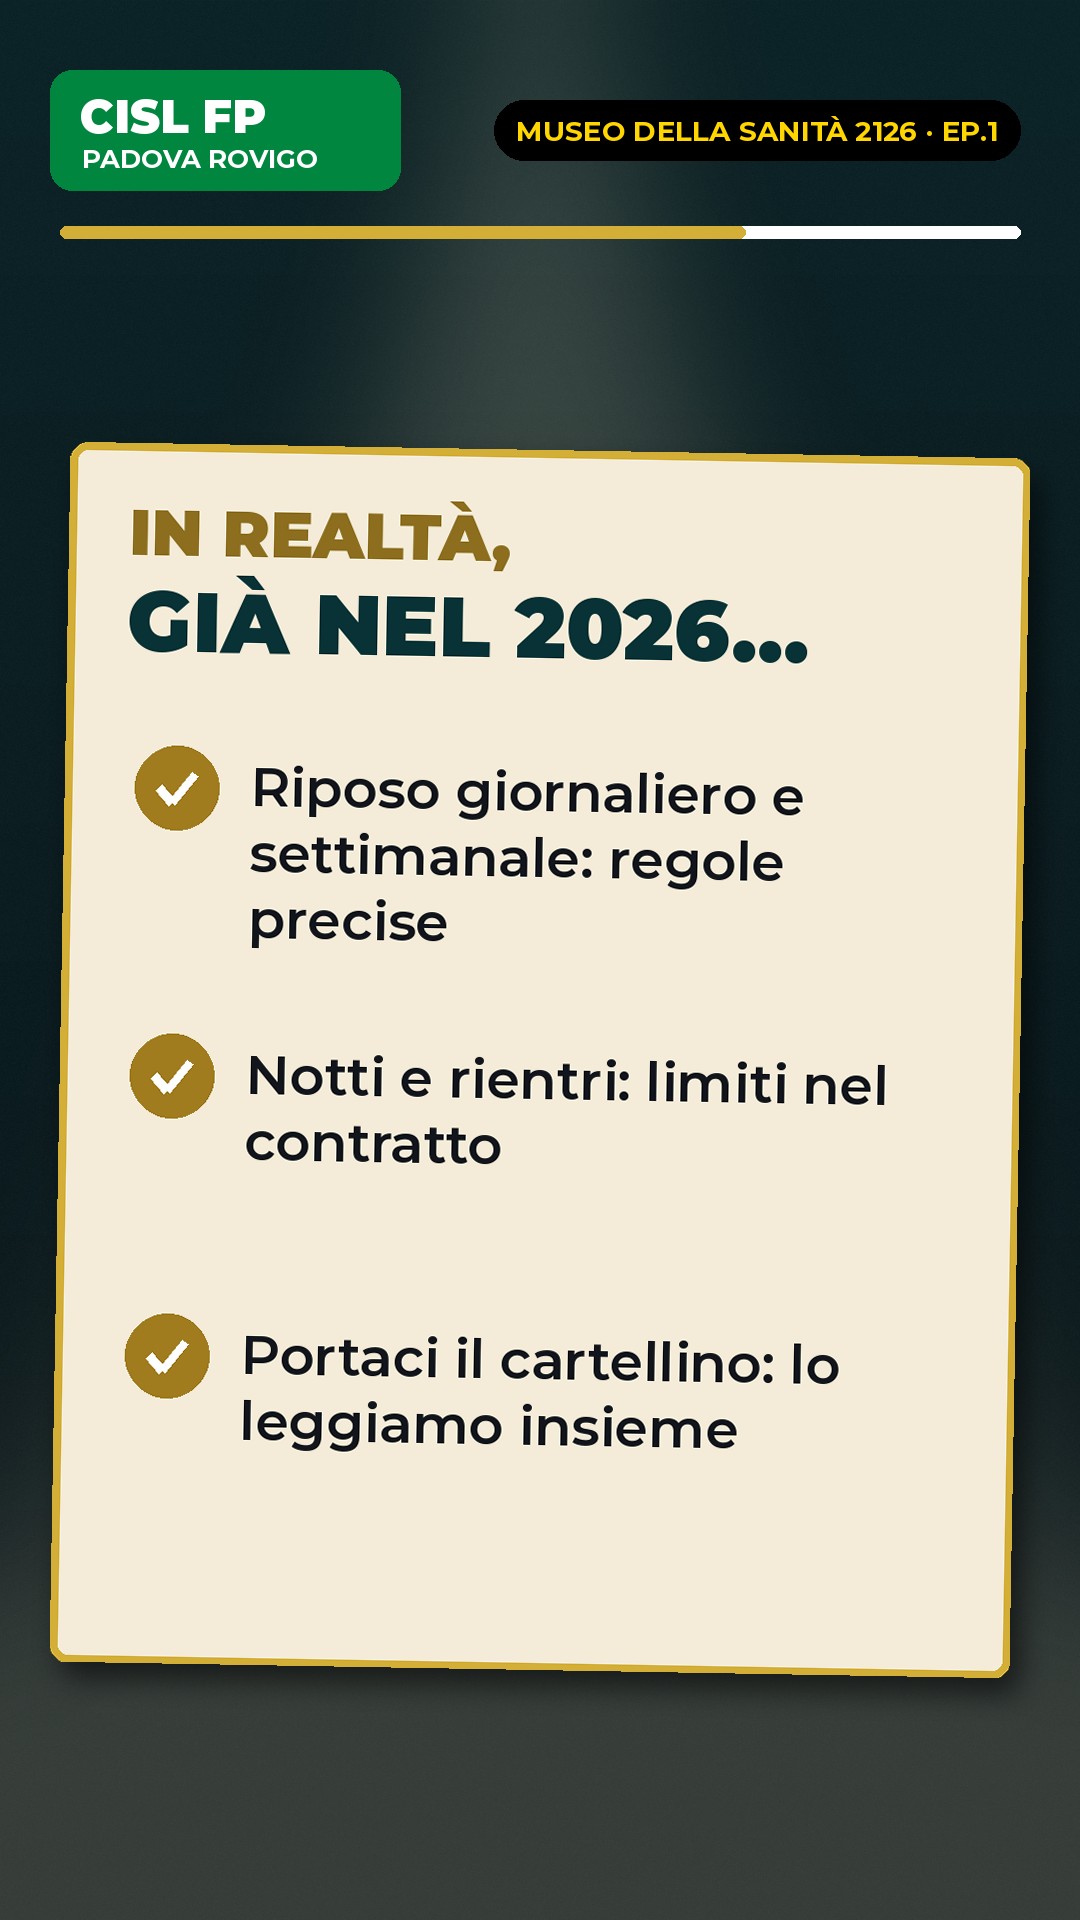 CISL FP
PADOVA ROVIGO
MUSEO DELLA SANITÀ 2126 · EP.1
IN REALTÀ,
GIÀ NEL 2026...
Riposo giornaliero e
settimanale: regole
precise
Notti e rientri: limiti nel
contratto
Portaci il cartellino: lo
leggiamo insieme